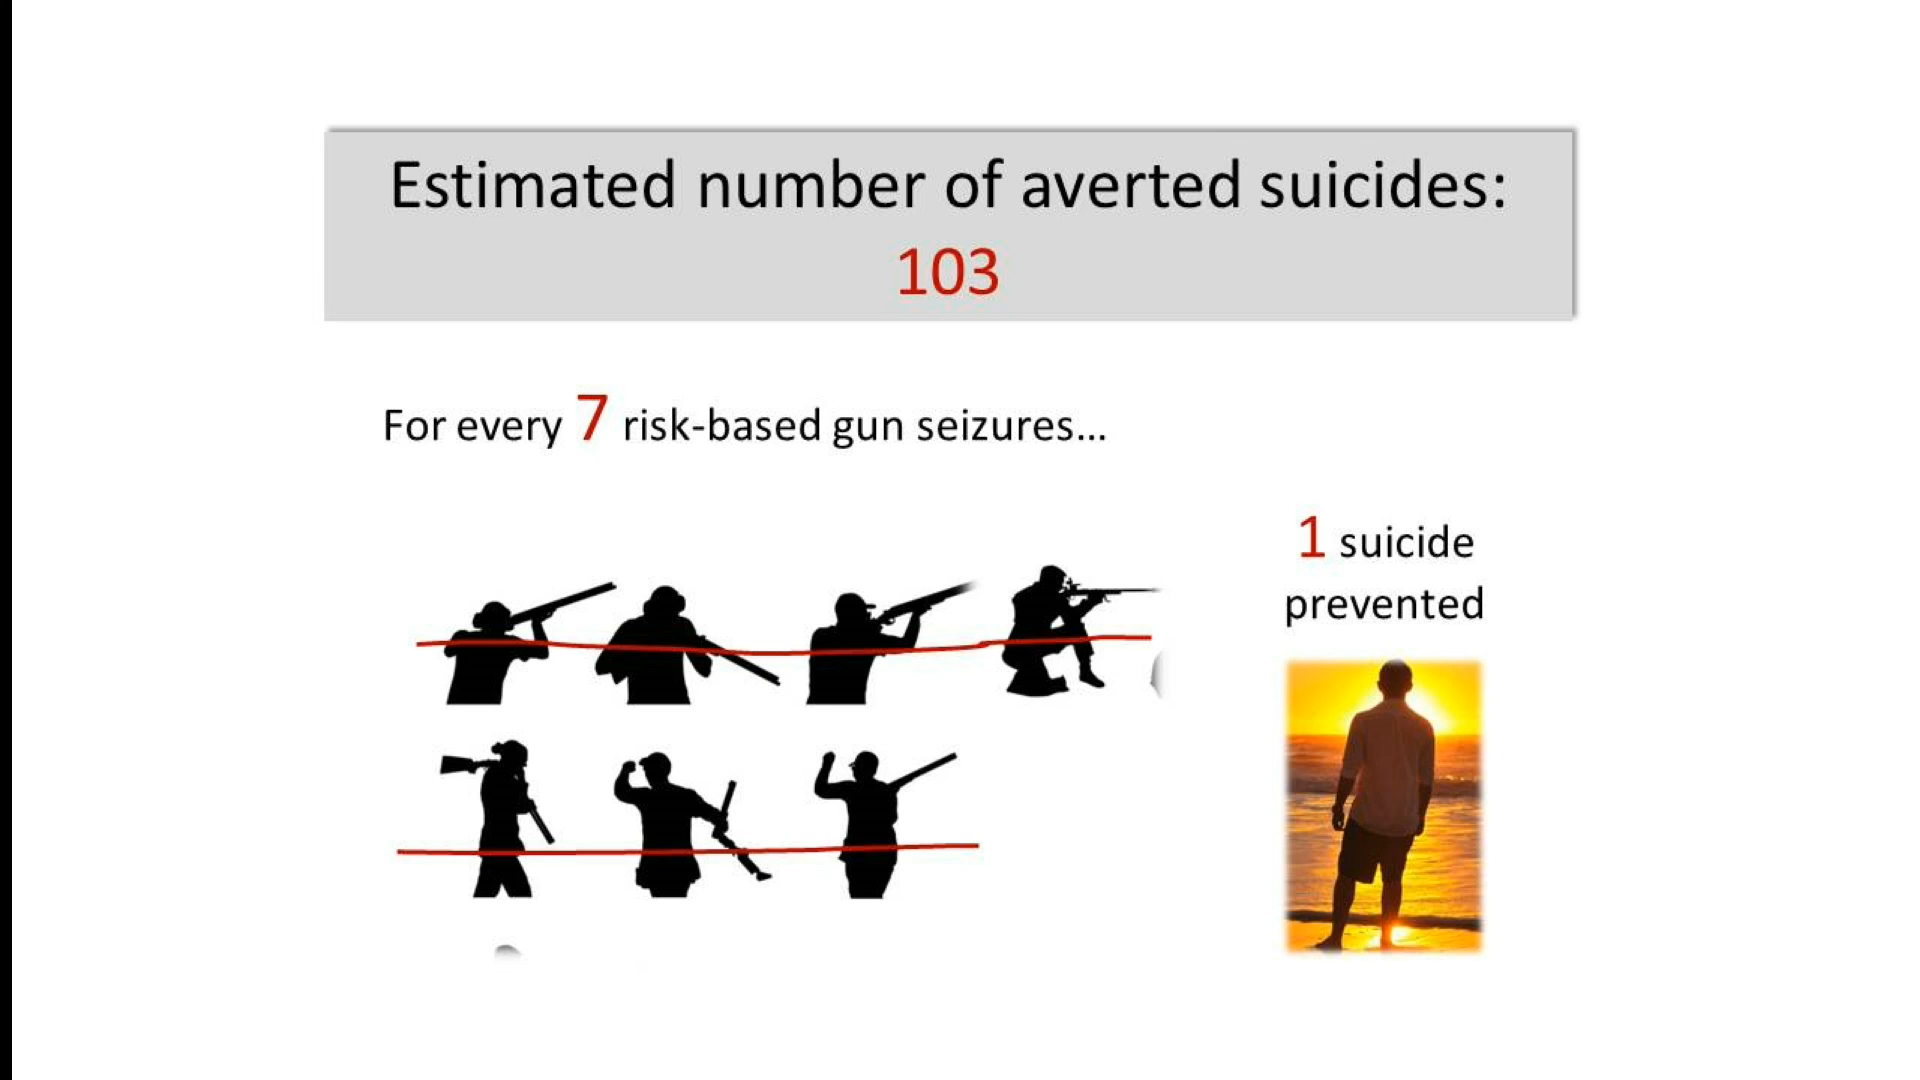 Estimated number of averted suicides:
103
For every 7 risk-based gun seizures...
1 suicide
prevented